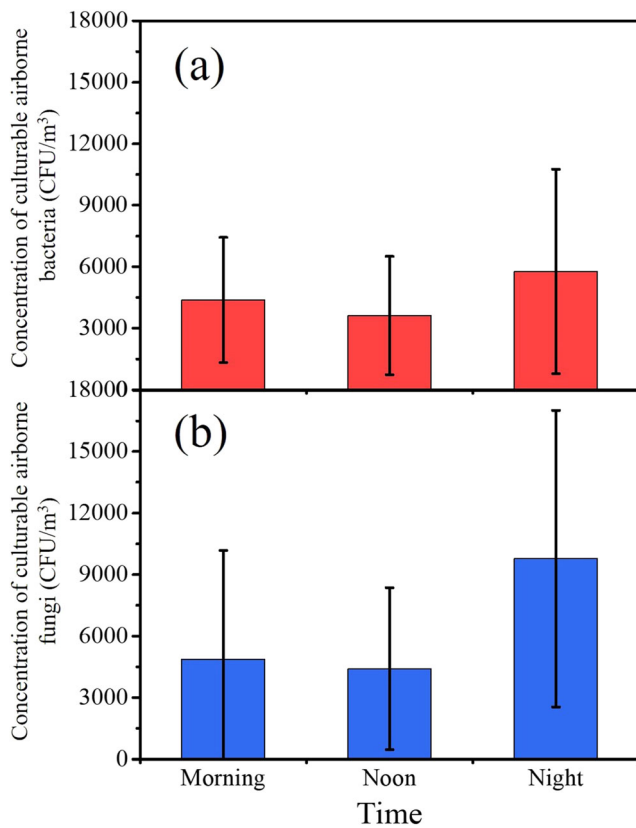 (a)
Concentration of culturable airborne
bacteria (CFU/m³)
18000
15000
12000
9000
6000
3000
18000
(b)
Concentration of culturable airborne
fungi (CFU/m³)
15000
12000
9000
6000
3000
0
Morning Noon Night
Time